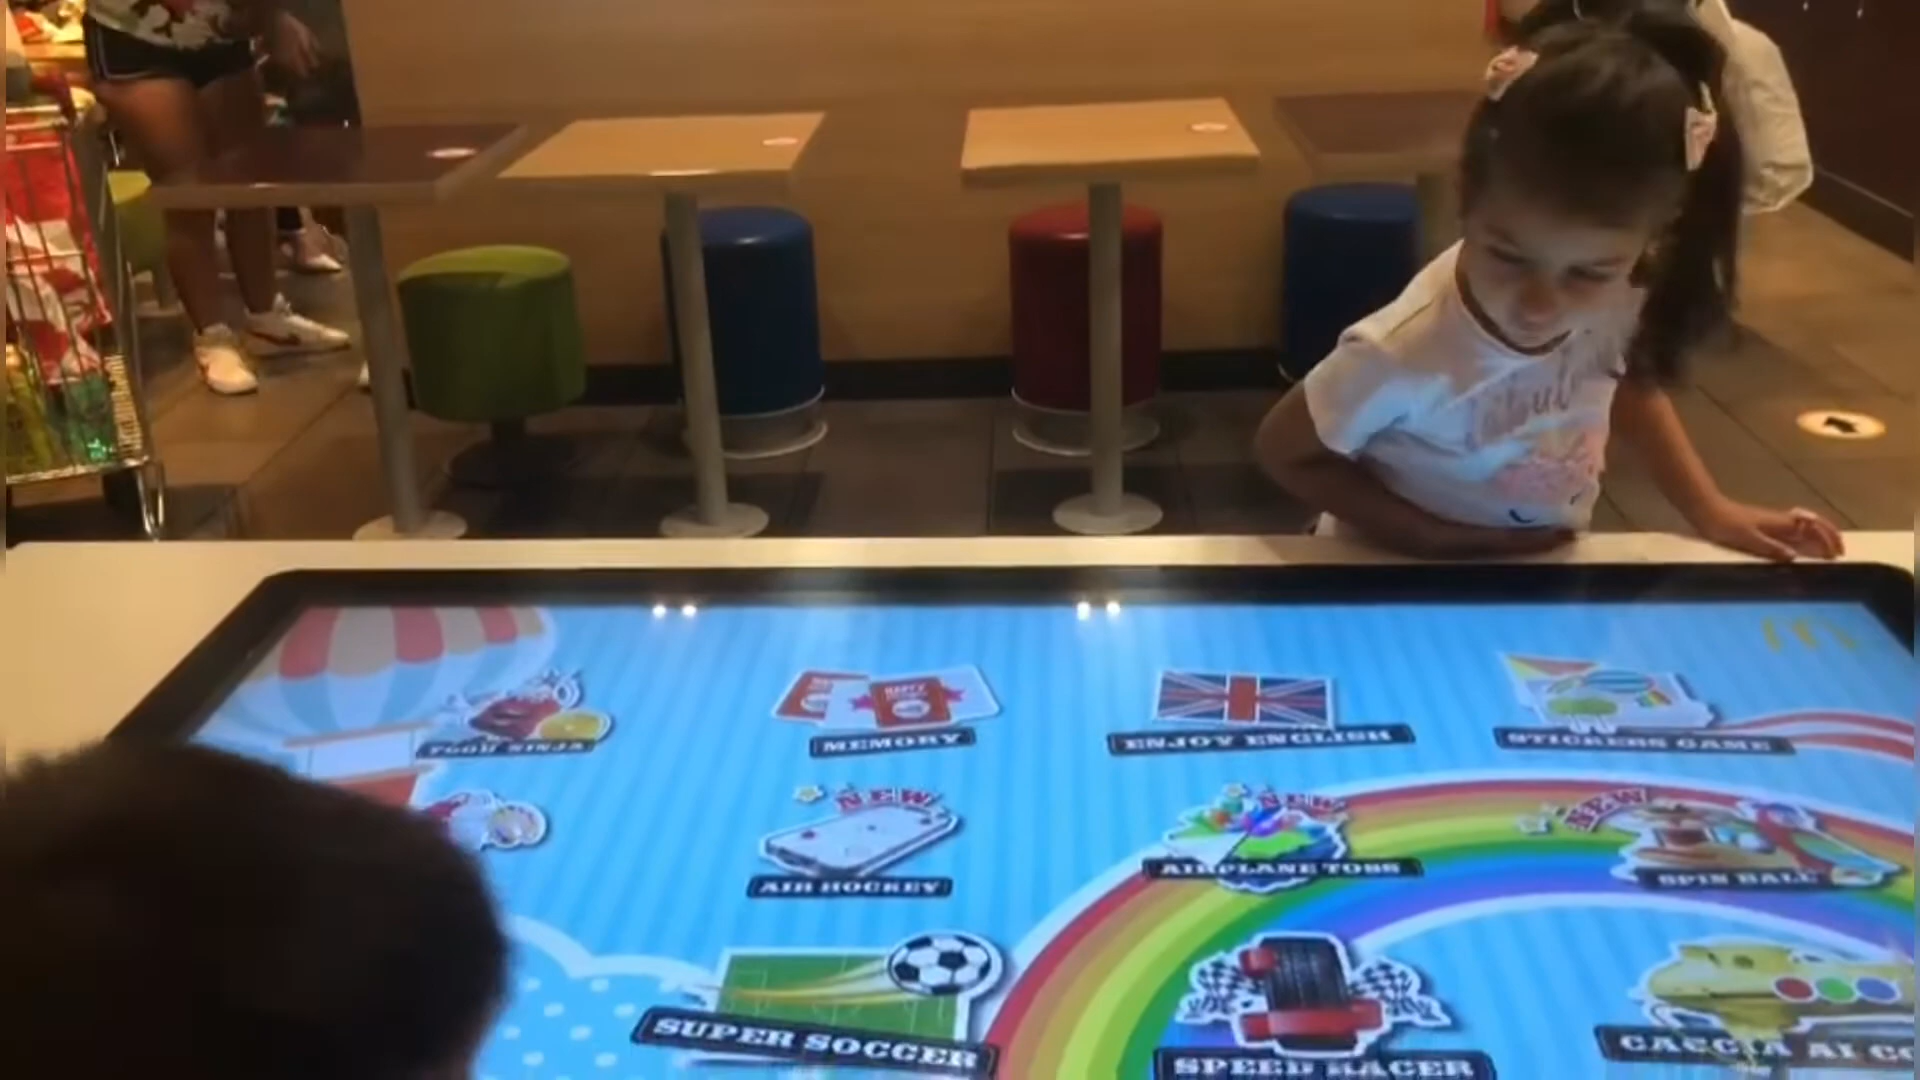 FOOD NINJA
MEMORY
ENJOY ENGLISH
STICKERS GAME
NEW
NEW
NEW
AIR HOCKEY
AIRPLANE TOSS
SPIN BALL
SUPER SOCCER
SPEED RACER
CACCIA AI CO